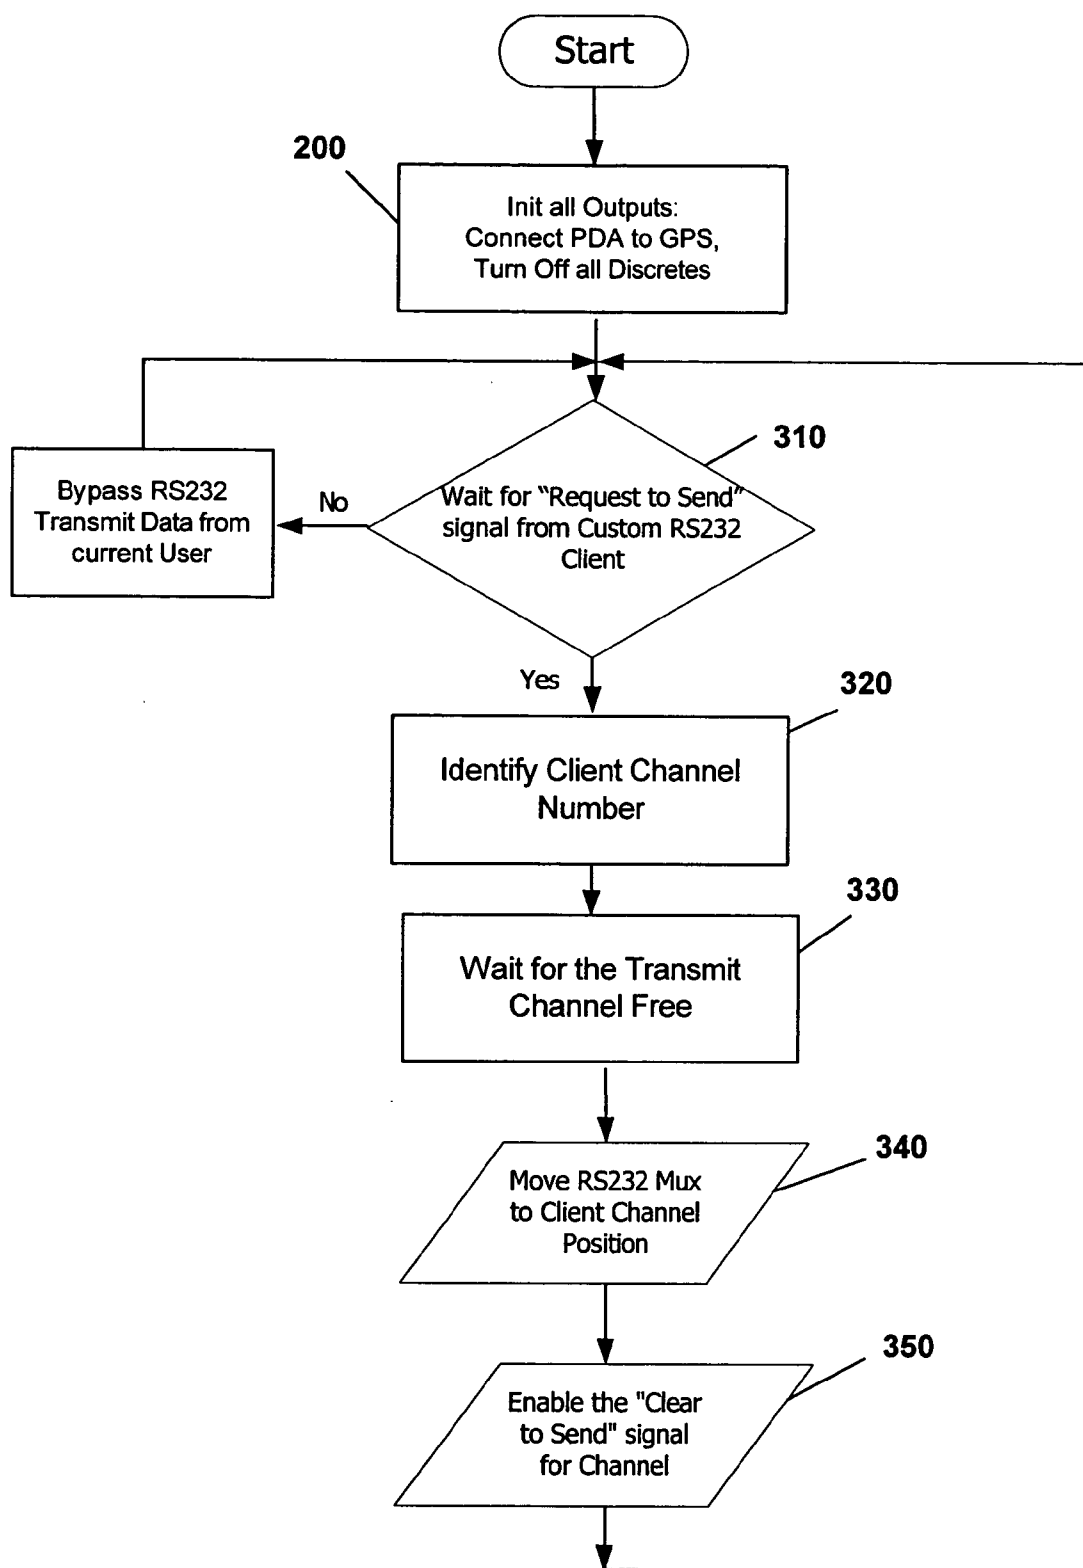 Start
200
Init all Outputs:
Connect PDA to GPS,
Turn Off all Discretes
310
Wait for “Request to Send”
signal from Custom RS232
Client
No
Bypass RS232
Transmit Data from
current User
Yes
320
Identify Client Channel
Number
330
Wait for the Transmit
Channel Free
340
Move RS232 Mux
to Client Channel
Position
350
Enable the "Clear
to Send" signal
for Channel